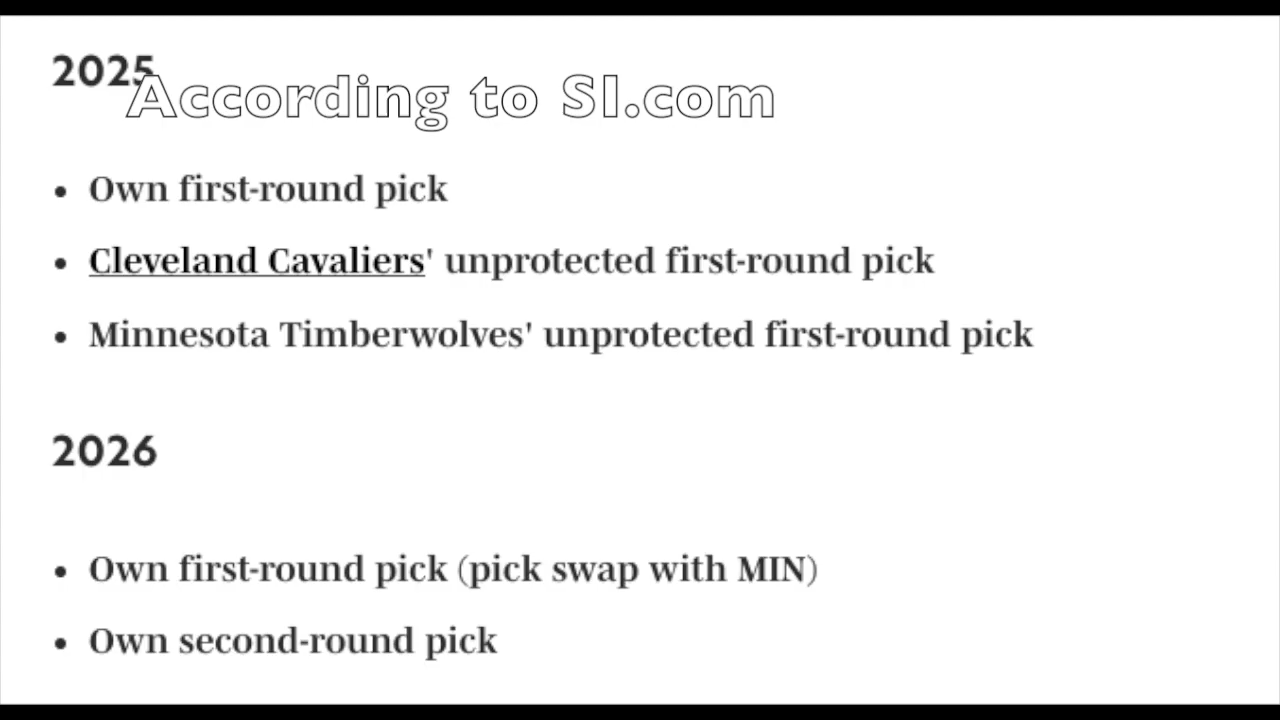 2025
According to SI.com
• Own first-round pick
• Cleveland Cavaliers' unprotected first-round pick
• Minnesota Timberwolves' unprotected first-round pick
2026
• Own first-round pick (pick swap with MIN)
• Own second-round pick